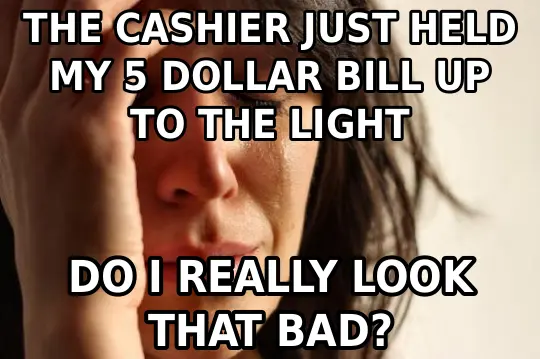 THE CASHIER JUST HELD
MY 5 DOLLAR BILL UP
TO THE LIGHT
DO I REALLY LOOK
THAT BAD?